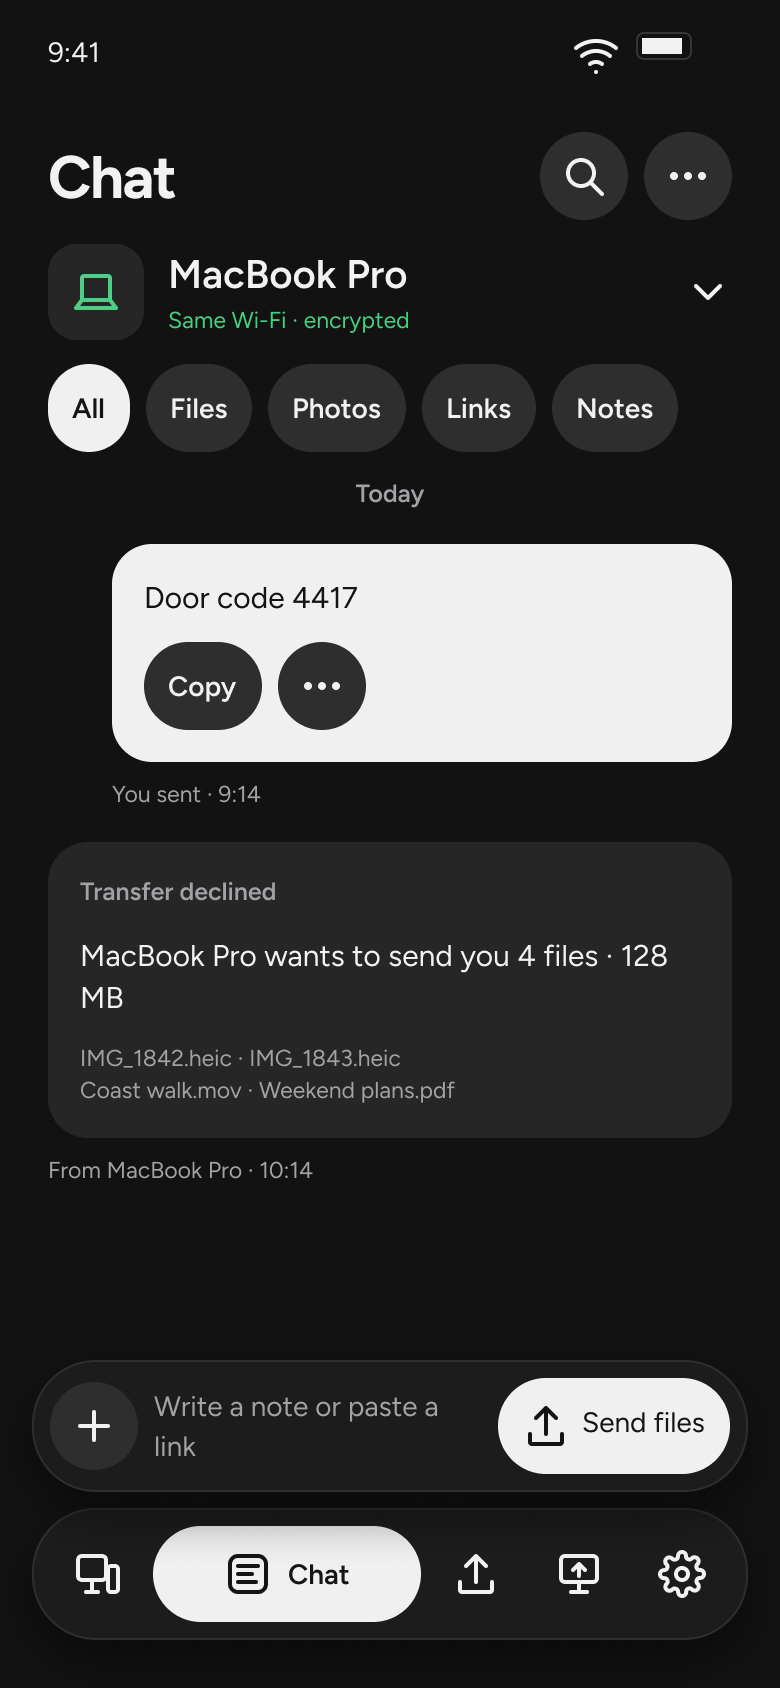 9:41
Chat
MacBook Pro
Same Wi-Fi · encrypted
All Files Photos Links Notes
Today
Door code 4417
Copy
You sent · 9:14
Transfer declined
MacBook Pro wants to send you 4 files · 128
MB
IMG_1842.heic · IMG_1843.heic
Coast walk.mov · Weekend plans.pdf
From MacBook Pro · 10:14
Write a note or paste a
link
Send files
Chat